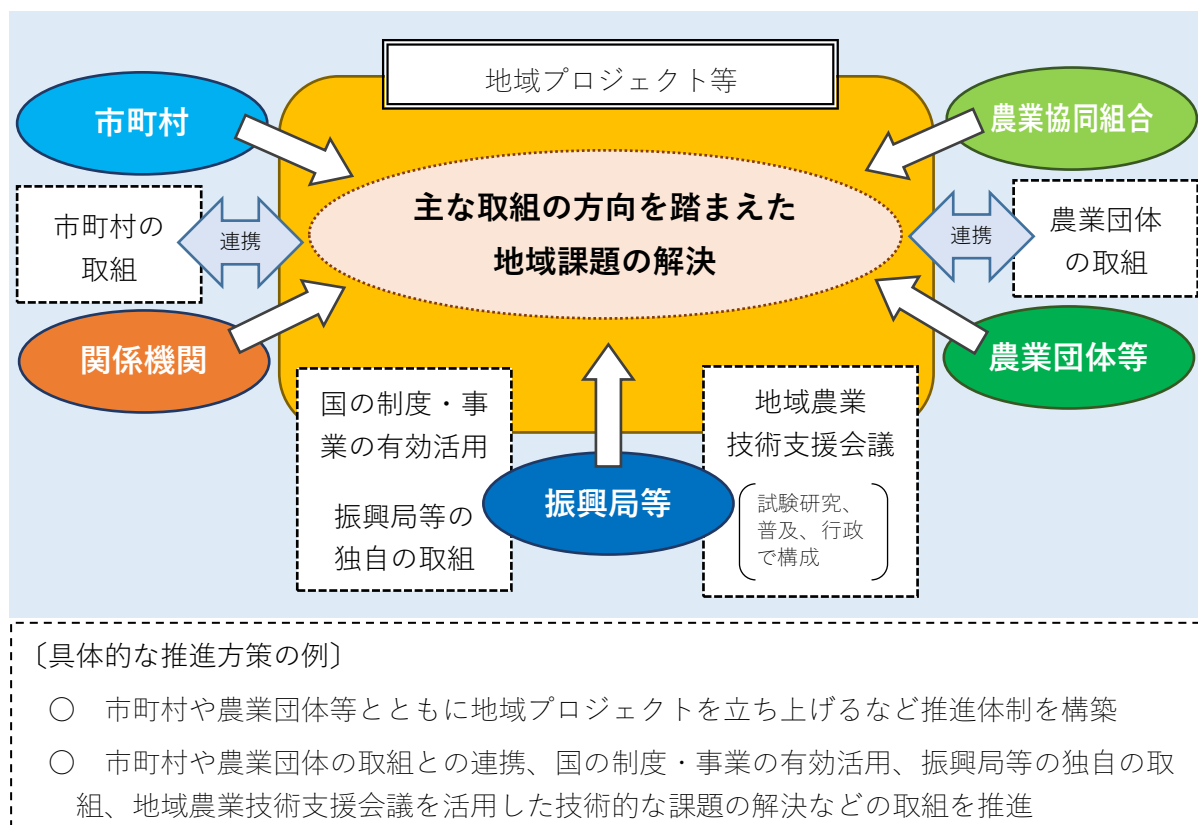 地域プロジェクト等
市町村
農業協同組合
主な取組の方向を踏まえた
地域課題の解決
市町村の
取組
連携
連携
農業団体
の取組
関係機関
農業団体等
国の制度・事
業の有効活用
振興局等の
独自の取組
振興局等
地域農業
技術支援会議
試験研究、
普及、行政
で構成
〔具体的な推進方策の例〕
○　市町村や農業団体等とともに地域プロジェクトを立ち上げるなど推進体制を構築
○　市町村や農業団体の取組との連携、国の制度・事業の有効活用、振興局等の独自の取
組、地域農業技術支援会議を活用した技術的な課題の解決などの取組を推進